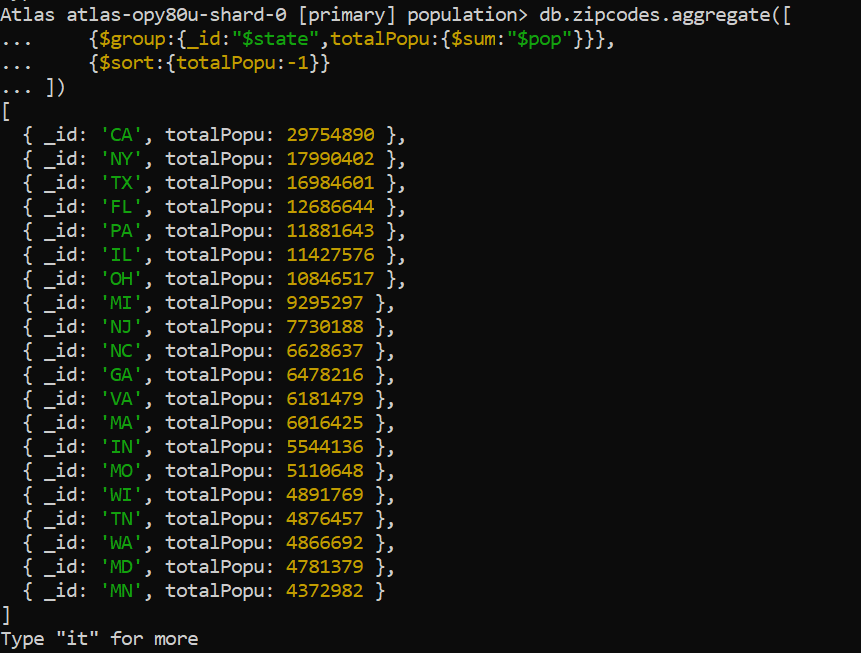 Atlas atlas-opy80u-shard-0 [primary] population> db.zipcodes.aggregate([
...     {$group:{_id:"$state",totalPopu:{$sum:"$pop"}}},
...     {$sort:{totalPopu:-1}}
... ])
[
  { _id: 'CA', totalPopu: 29754890 },
  { _id: 'NY', totalPopu: 17990402 },
  { _id: 'TX', totalPopu: 16984601 },
  { _id: 'FL', totalPopu: 12686644 },
  { _id: 'PA', totalPopu: 11881643 },
  { _id: 'IL', totalPopu: 11427576 },
  { _id: 'OH', totalPopu: 10846517 },
  { _id: 'MI', totalPopu: 9295297 },
  { _id: 'NJ', totalPopu: 7730188 },
  { _id: 'NC', totalPopu: 6628637 },
  { _id: 'GA', totalPopu: 6478216 },
  { _id: 'VA', totalPopu: 6181479 },
  { _id: 'MA', totalPopu: 6016425 },
  { _id: 'IN', totalPopu: 5544136 },
  { _id: 'MO', totalPopu: 5110648 },
  { _id: 'WI', totalPopu: 4891769 },
  { _id: 'TN', totalPopu: 4876457 },
  { _id: 'WA', totalPopu: 4866692 },
  { _id: 'MD', totalPopu: 4781379 },
  { _id: 'MN', totalPopu: 4372982 }
]
Type "it" for more